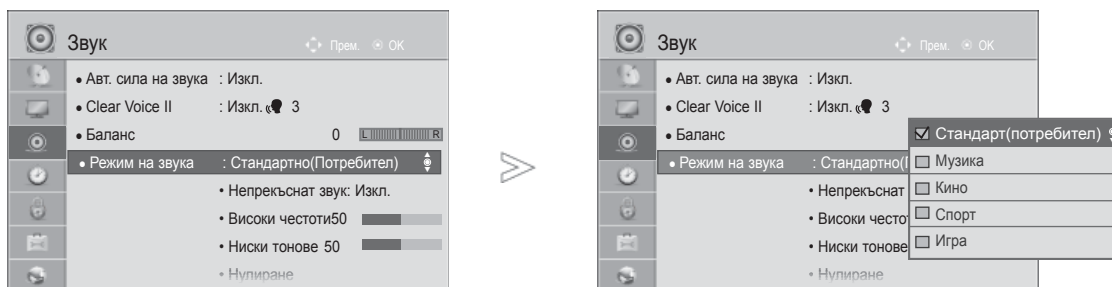 Звук Прем. OK
• Авт. сила на звука : Изкл.
• Clear Voice II : Изкл. 3
• Баланс 0 L R
• Режим на звука : Стандартно(Потребител)
• Непрекъснат звук: Изкл.
• Високи честоти50
• Ниски тонове 50
• Нулиране
Звук Прем. OK
• Авт. сила на звука : Изкл.
• Clear Voice II : Изкл. 3
• Баланс
• Режим на звука : Стандартно(
• Непрекъснат
• Високи често
• Ниски тонове
• Нулиране
Стандарт(потребител)
Музика
Кино
Спорт
Игра